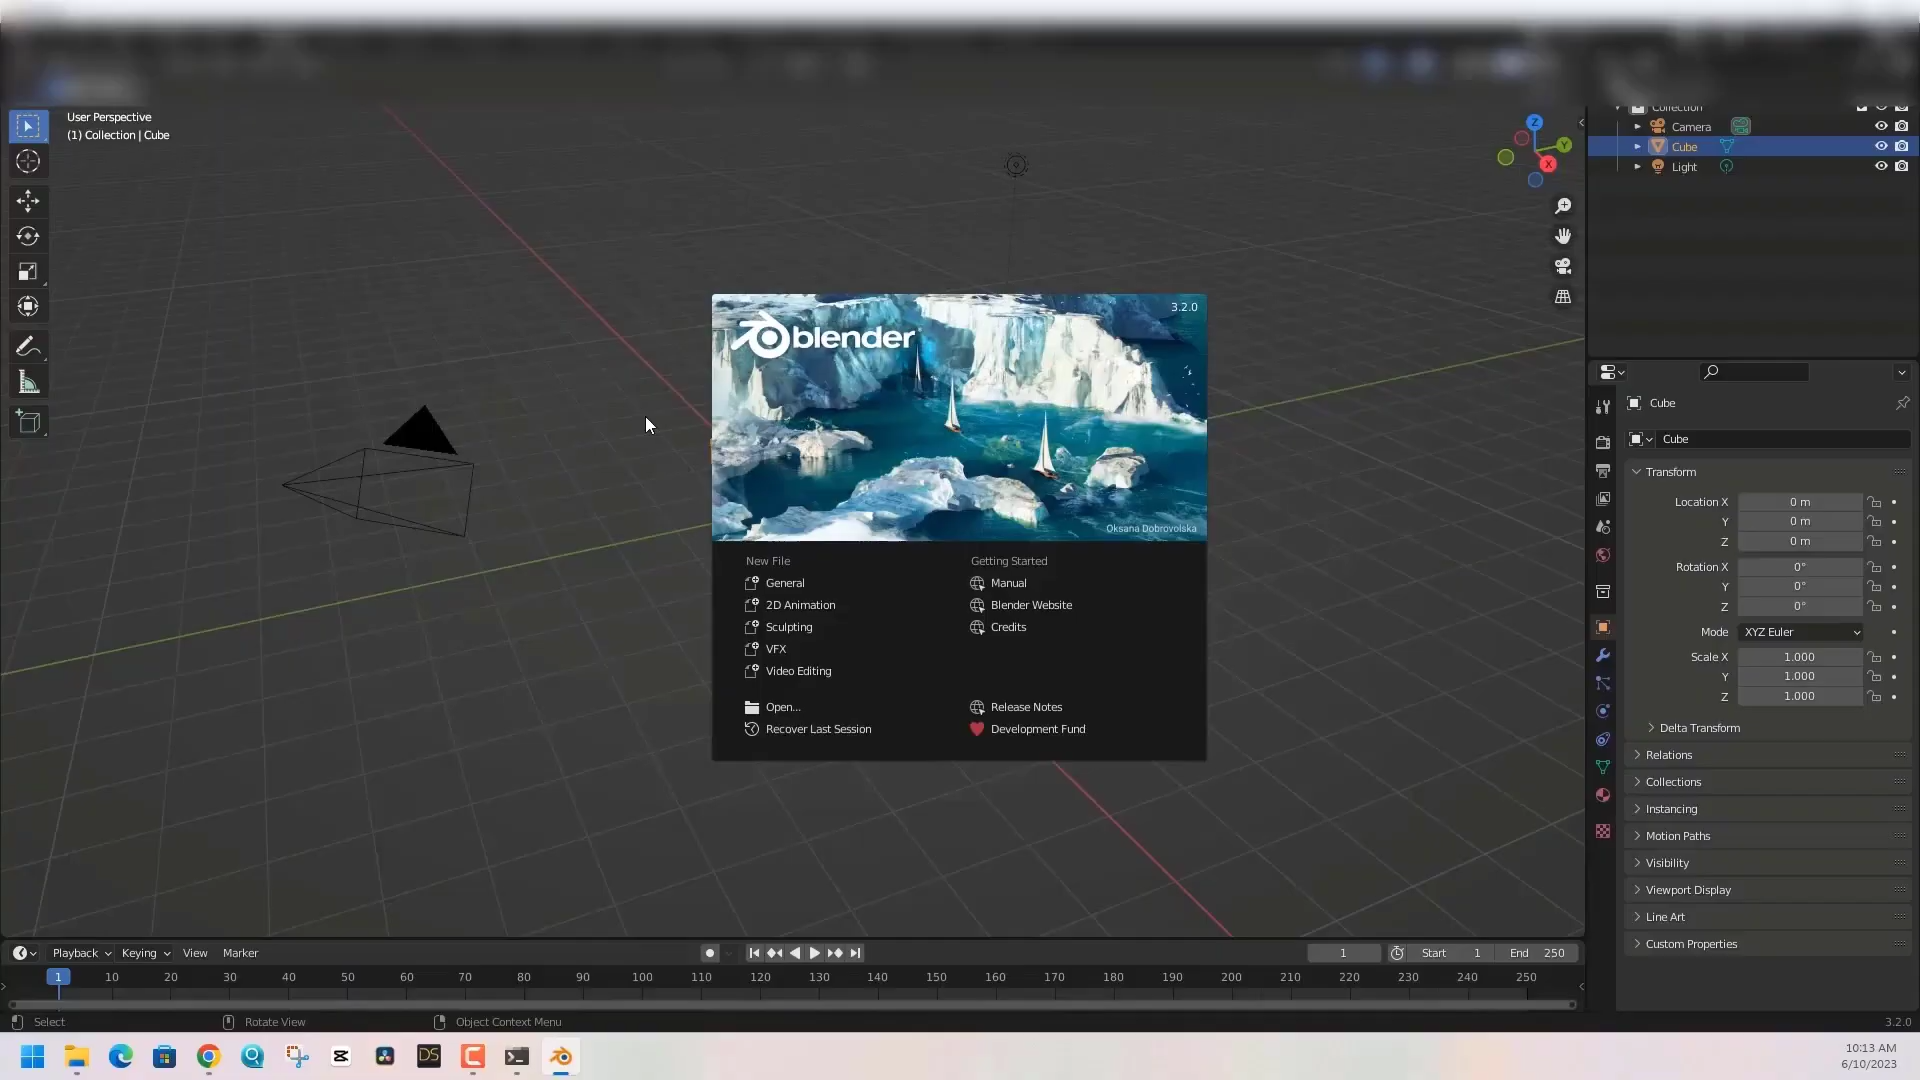 User Perspective
(1) Collection | Cube
Collection
Camera
Cube
Light
Z
Y
X
blender
3.2.0
Oksana Dobrovolska
New File
General
2D Animation
Sculpting
VFX
Video Editing
Open...
Recover Last Session
Getting Started
Manual
Blender Website
Credits
Release Notes
Development Fund
Cube
Cube
Transform
Location X 0 m
Y 0 m
Z 0 m
Rotation X 0°
Y 0°
Z 0°
Mode XYZ Euler
Scale X 1.000
Y 1.000
Z 1.000
Delta Transform
Relations
Collections
Instancing
Motion Paths
Visibility
Viewport Display
Line Art
Custom Properties
Playback Keying View Marker 1 Start 1 End 250
1 10 20 30 40 50 60 70 80 90 100 110 120 130 140 150 160 170 180 190 200 210 220 230 240 250
Select Rotate View Object Context Menu 3.2.0
DS
10:13 AM
6/10/2023